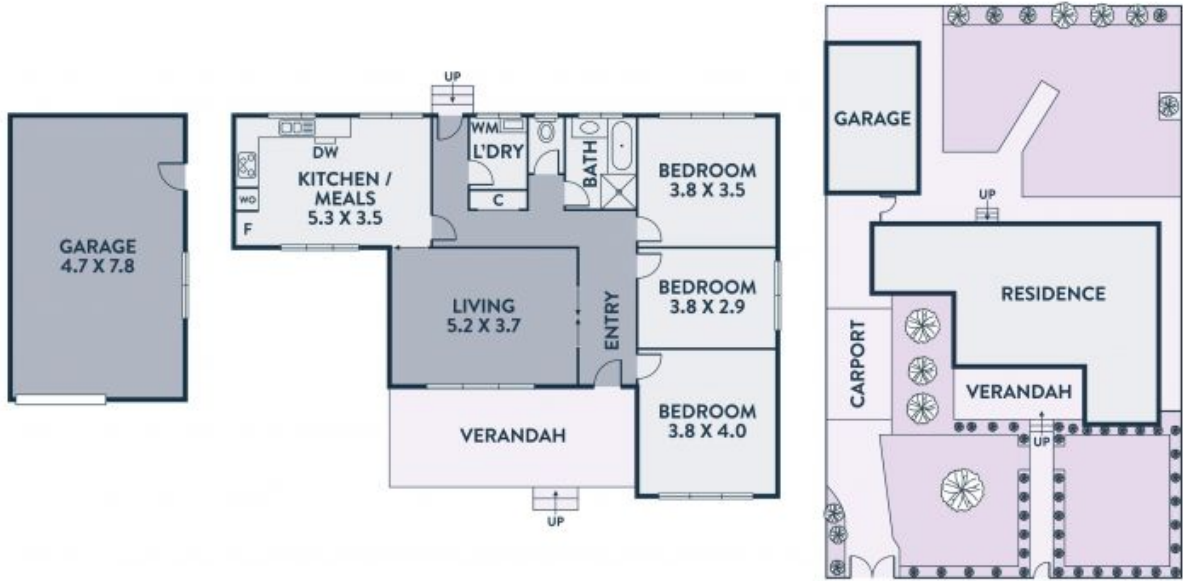 GARAGE
4.7 X 7.8
UP
WM
L'DRY
C
BATH
DW
KITCHEN /
MEALS
5.3 X 3.5
WO
F
BEDROOM
3.8 X 3.5
BEDROOM
3.8 X 2.9
LIVING
5.2 X 3.7
ENTRY
BEDROOM
3.8 X 4.0
VERANDAH
UP
GARAGE
UP
RESIDENCE
CARPORT
VERANDAH
UP